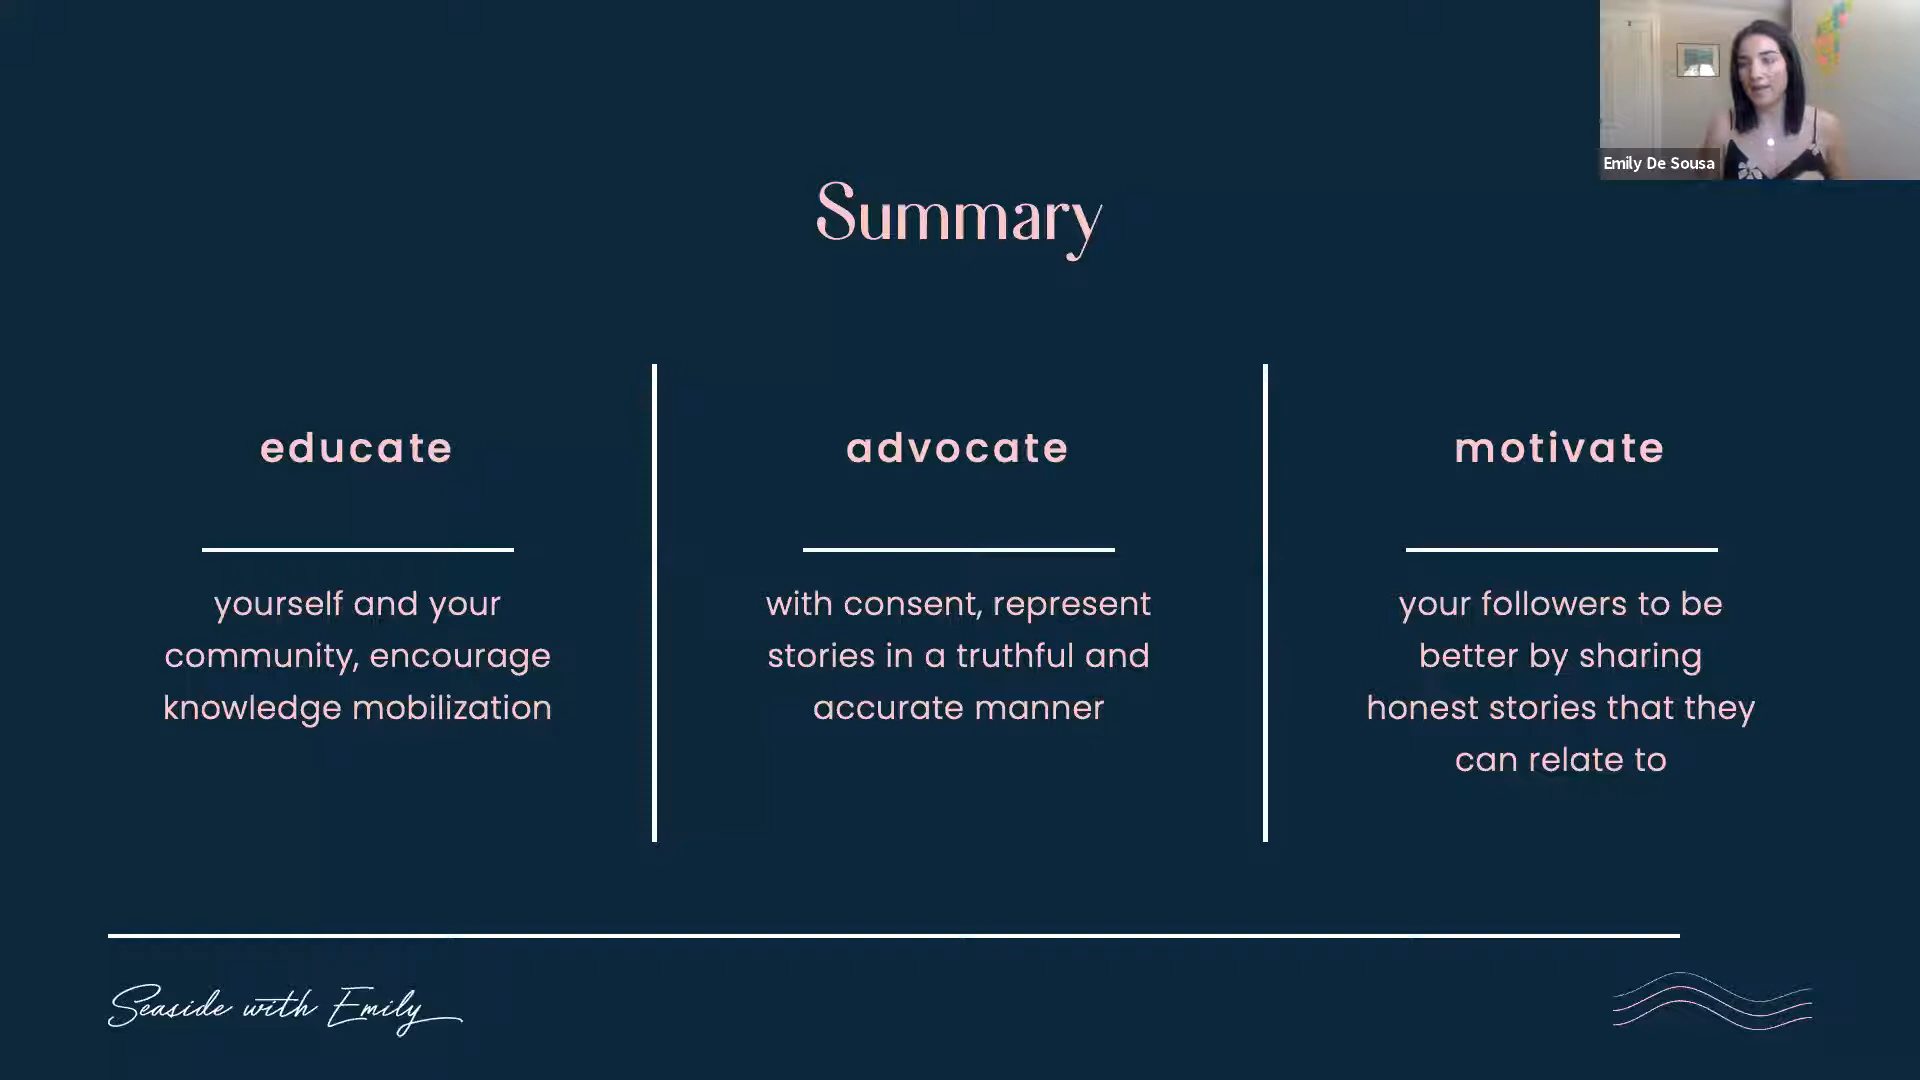 Emily De Sousa
Summary
educate
yourself and your
community, encourage
knowledge mobilization
advocate
with consent, represent
stories in a truthful and
accurate manner
motivate
your followers to be
better by sharing
honest stories that they
can relate to
Seaside with Emily